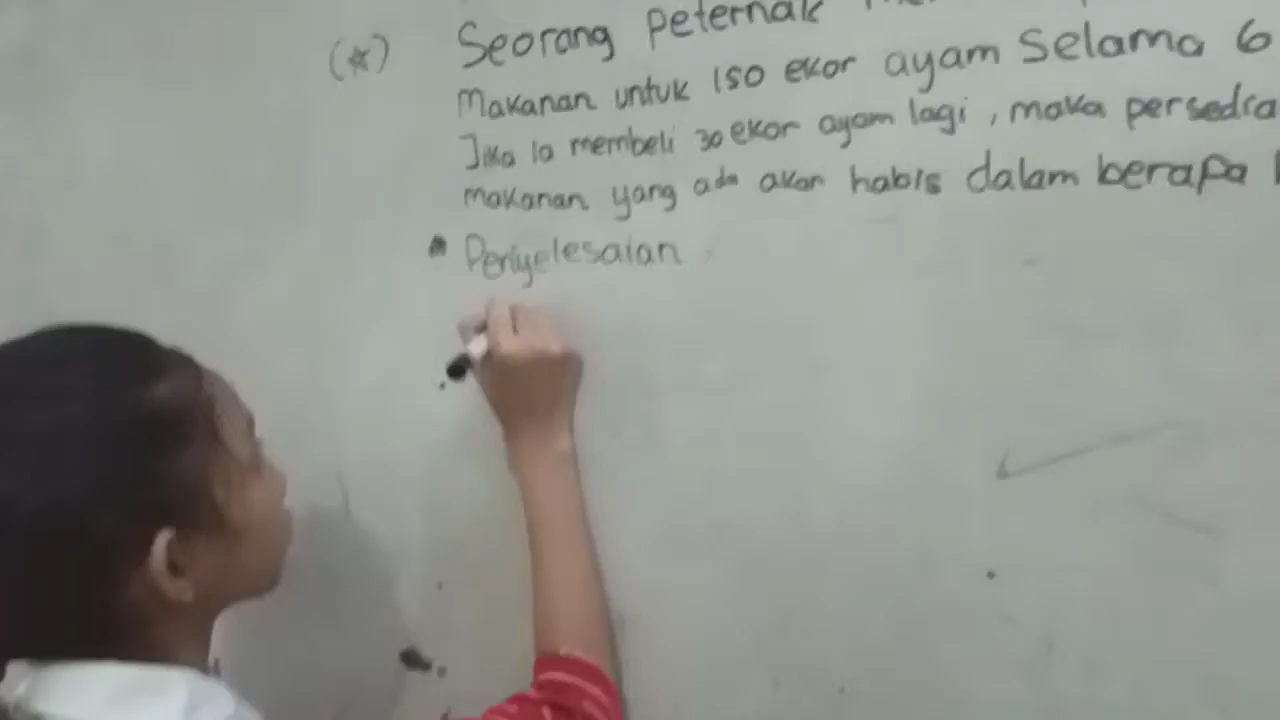 (*) Seorang peternak
Makanan untuk 150 ekor ayam selama 6
Jika Ia membeli 30 ekor ayam lagi, maka persedia
makanan yang ada akan habis dalam berapa
Penyelesaian